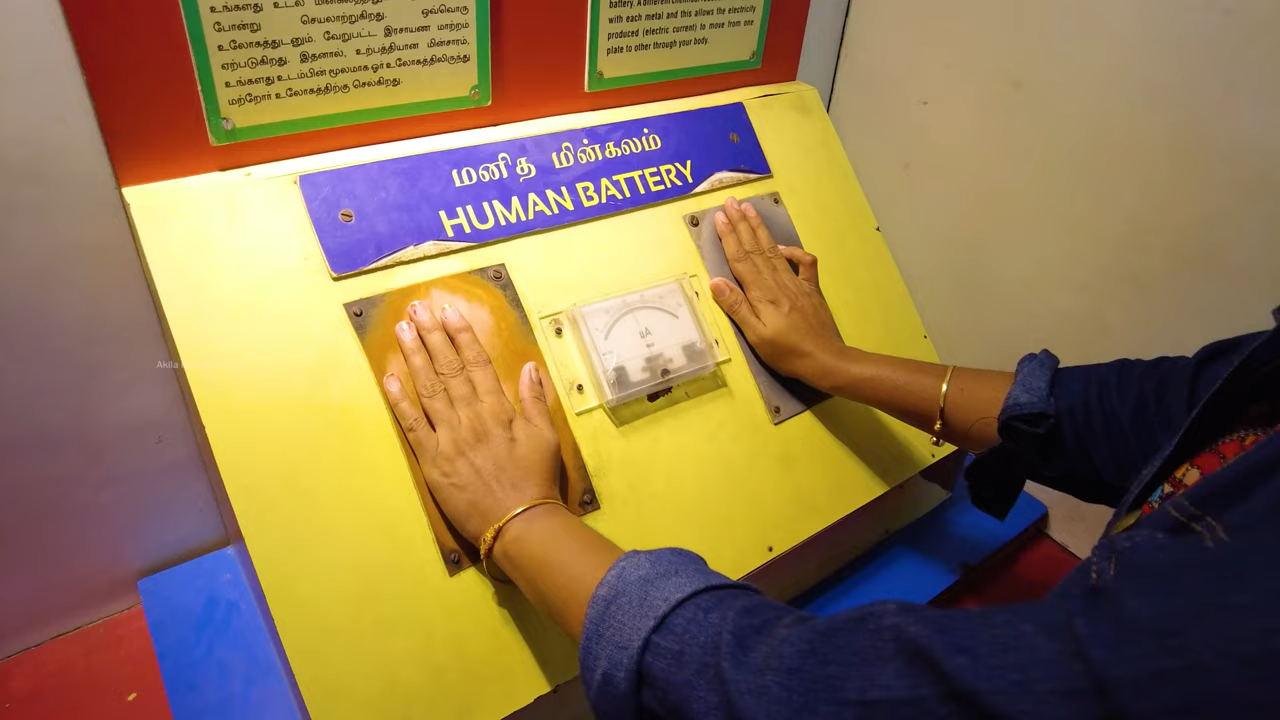 உங்களது உடல் மின்கலத்தைப்
போன்று செயலாற்றுகிறது. ஒவ்வொரு
உலோகத்துடனும், வேறுபட்ட இரசாயண மாற்றம்
ஏற்படுகிறது. இதனால், உற்பத்தியான மின்சாரம்,
உங்களது உடம்பின் மூலமாக ஓர் உலோகத்திலிருந்து
மற்றோர் உலோகத்திற்கு செல்கிறது.
battery. A different chemical
with each metal and this allows the electricity
produced (electric current) to move from one
plate to other through your body.
மனித மின்கலம்
HUMAN BATTERY
µA
Akila